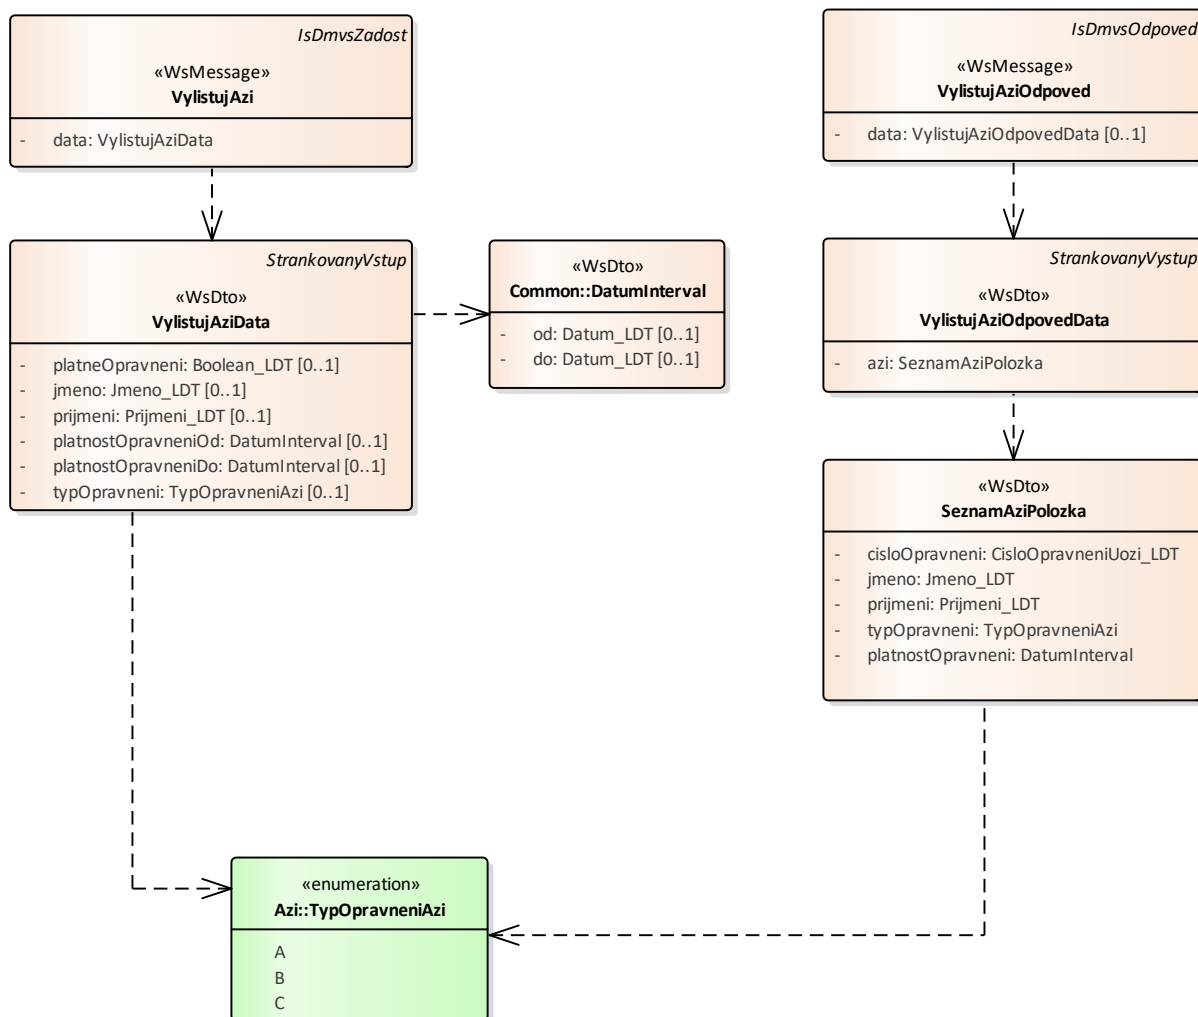 IsDmvsZadost
«WsMessage»
VylistujAzi
- data: VylistujAziData
IsDmvsOdpoved
«WsMessage»
VylistujAziOdpoved
- data: VylistujAziOdpovedData [0..1]
StrankovanyVstup
«WsDto»
VylistujAziData
- platneOpravneni: Boolean_LDT [0..1]
- jmeno: Jmeno_LDT [0..1]
- prijmeni: Prijmeni_LDT [0..1]
- platnostOpravneniOd: DatumInterval [0..1]
- platnostOpravneniDo: DatumInterval [0..1]
- typOpravneni: TypOpravneniAzi [0..1]
«WsDto»
Common::DatumInterval
- od: Datum_LDT [0..1]
- do: Datum_LDT [0..1]
StrankovanyVystup
«WsDto»
VylistujAziOdpovedData
- azi: SeznamAziPolozka
«WsDto»
SeznamAziPolozka
- cisloOpravneni: CisloOpravneniUozi_LDT
- jmeno: Jmeno_LDT
- prijmeni: Prijmeni_LDT
- typOpravneni: TypOpravneniAzi
- platnostOpravneni: DatumInterval
«enumeration»
Azi::TypOpravneniAzi
A
B
C